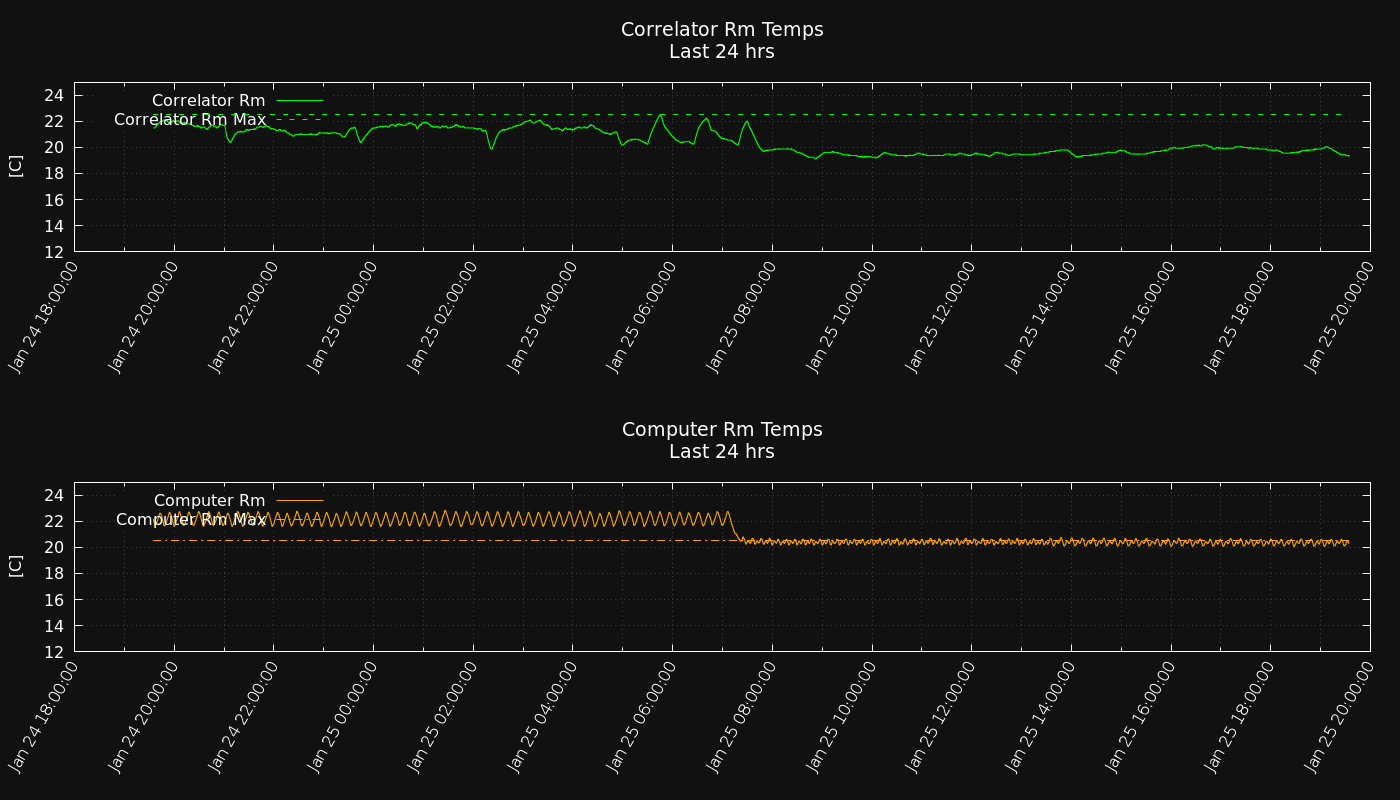 Correlator Rm Temps
Last 24 hrs
Correlator Rm
Correlator Rm Max
[C]
24
22
20
18
16
14
12
Jan 24 18:00:00
Jan 24 20:00:00
Jan 24 22:00:00
Jan 25 00:00:00
Jan 25 02:00:00
Jan 25 04:00:00
Jan 25 06:00:00
Jan 25 08:00:00
Jan 25 10:00:00
Jan 25 12:00:00
Jan 25 14:00:00
Jan 25 16:00:00
Jan 25 18:00:00
Jan 25 20:00:00
Computer Rm Temps
Last 24 hrs
Computer Rm
Computer Rm Max
[C]
24
22
20
18
16
14
12
Jan 24 18:00:00
Jan 24 20:00:00
Jan 24 22:00:00
Jan 25 00:00:00
Jan 25 02:00:00
Jan 25 04:00:00
Jan 25 06:00:00
Jan 25 08:00:00
Jan 25 10:00:00
Jan 25 12:00:00
Jan 25 14:00:00
Jan 25 16:00:00
Jan 25 18:00:00
Jan 25 20:00:00